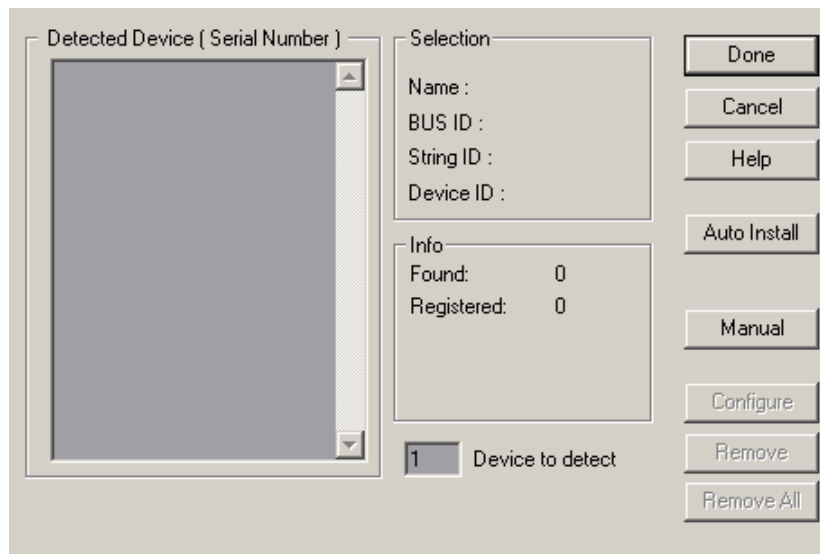 Detected Device ( Serial Number )
Selection
Name :
BUS ID :
String ID :
Device ID :
Info
Found: 0
Registered: 0
1 Device to detect
Done
Cancel
Help
Auto Install
Manual
Configure
Remove
Remove All